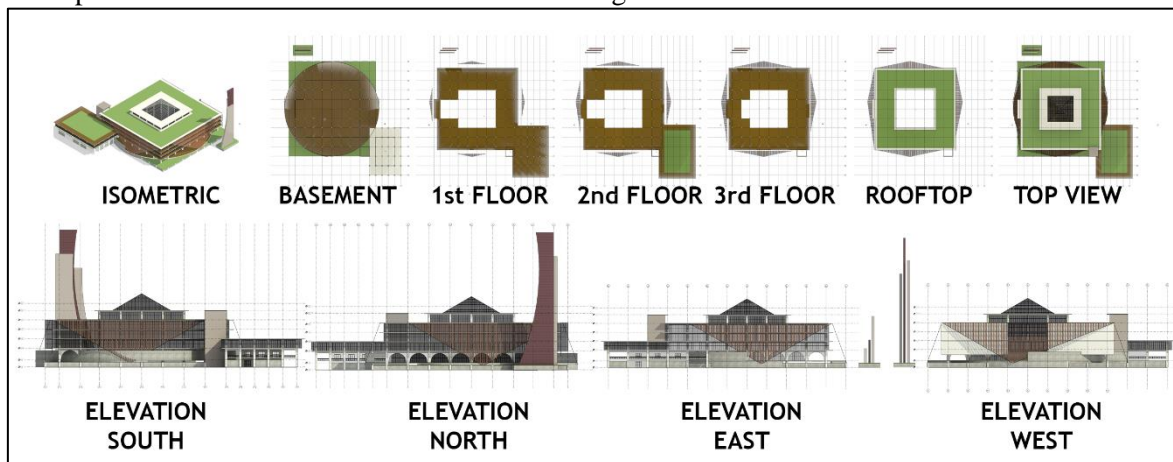 ISOMETRIC
BASEMENT
1st FLOOR
2nd FLOOR
3rd FLOOR
ROOFTOP
TOP VIEW
ELEVATION
SOUTH
ELEVATION
NORTH
ELEVATION
EAST
ELEVATION
WEST